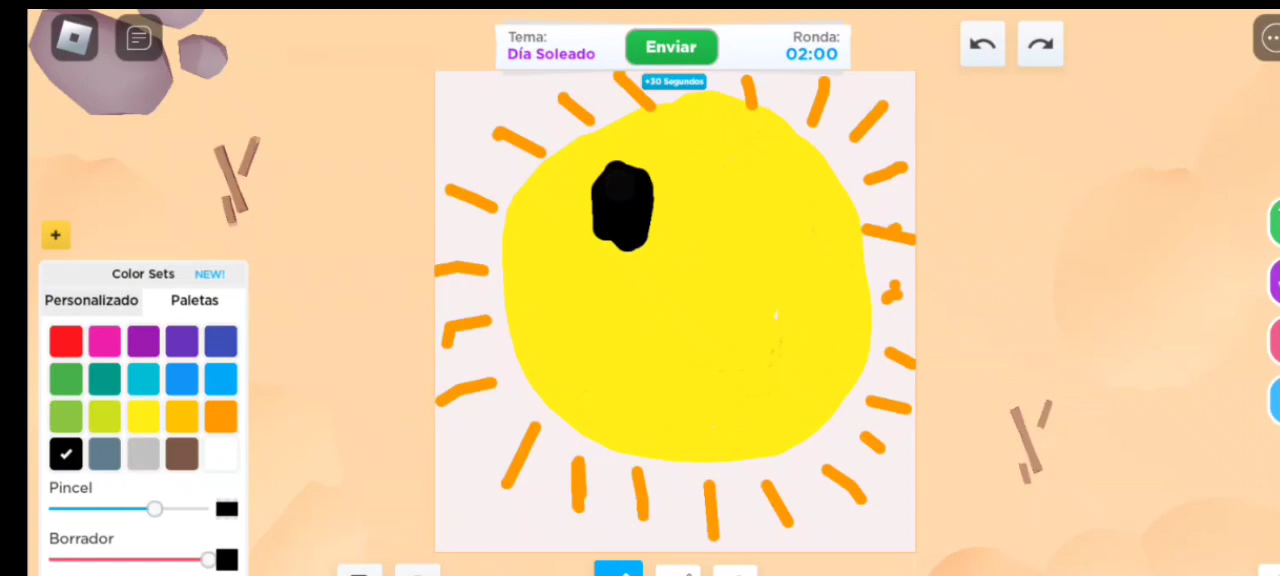 Tema:
Día Soleado
Enviar
Ronda:
02:00
+30 Segundos
+
Color Sets NEW!
Personalizado Paletas
Pincel
Borrador